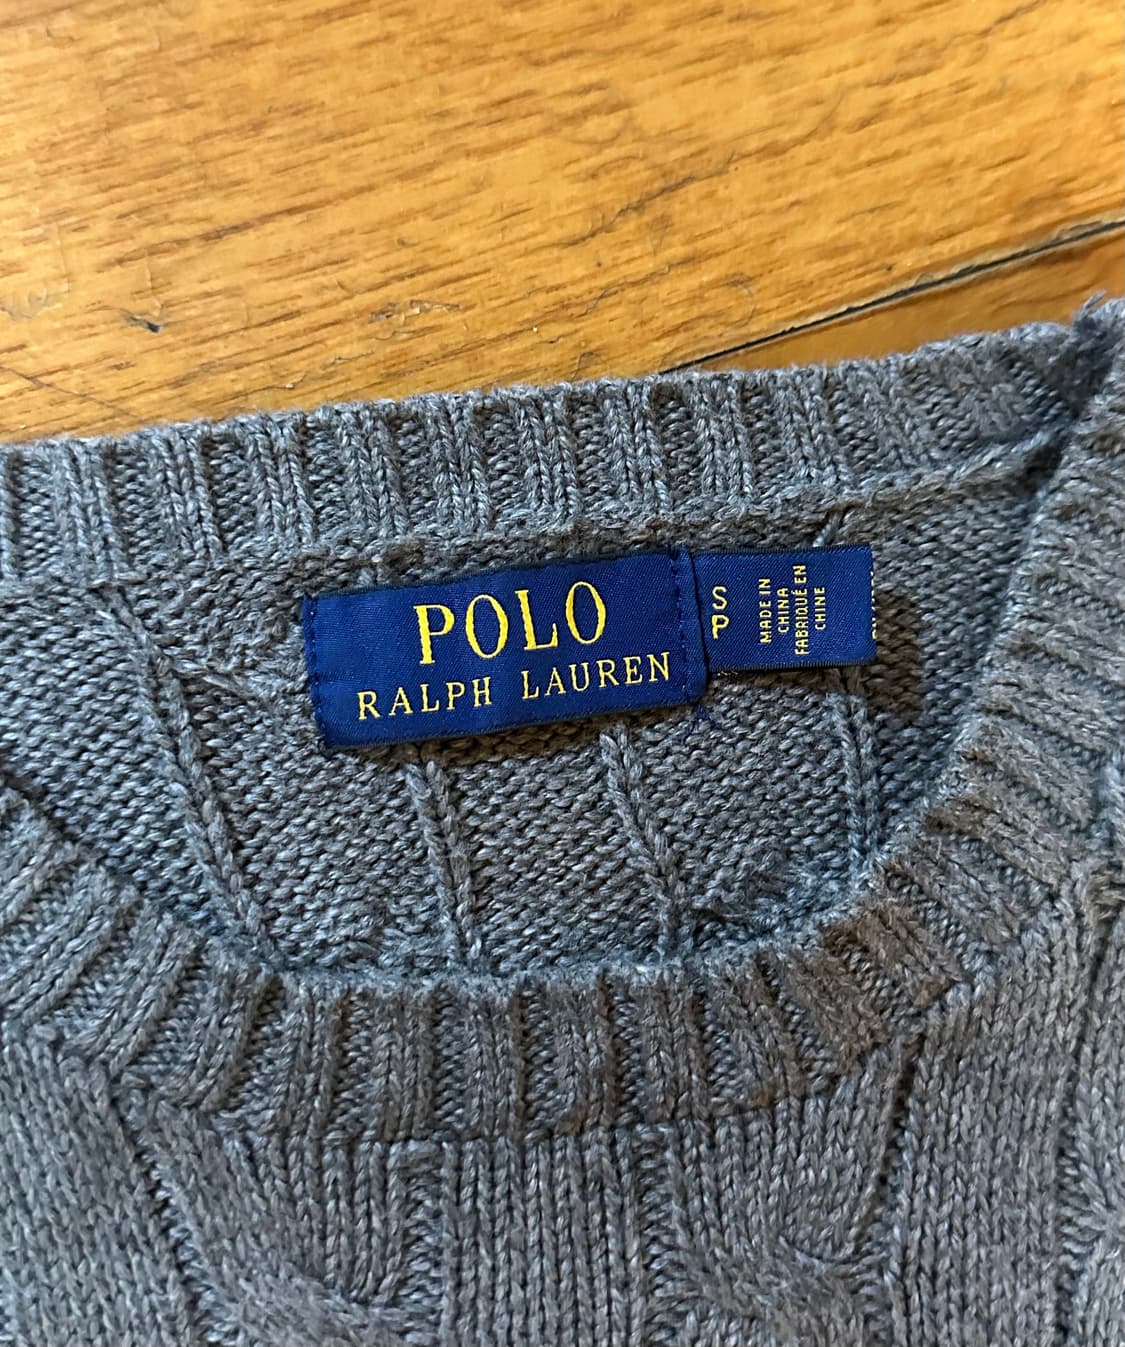 POLO
RALPH LAUREN
S
P
MADE IN
CHINA
FABRIQUÉ EN
CHINE